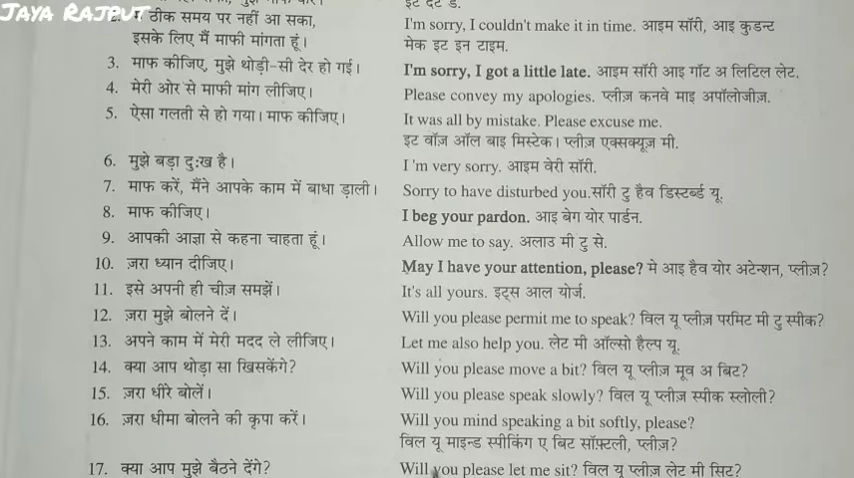 JAYA RAJPUT
2. मैं ठीक समय पर नहीं आ सका, I'm sorry, I couldn't make it in time. आइम सॉरी, आइ कुडन्ट
इसके लिए मैं माफी मांगता हूं। मेक इट इन टाइम.
3. माफ कीजिए, मुझे थोड़ी-सी देर हो गई। I'm sorry, I got a little late. आइम सॉरी आइ गॉट अ लिटिल लेट.
4. मेरी ओर से माफी मांग लीजिए। Please convey my apologies. प्लीज़ कनवे माइ अपॉलोजीज़.
5. ऐसा गलती से हो गया। माफ कीजिए। It was all by mistake. Please excuse me.
इट वॉज़ ऑल बाइ मिस्टेक। प्लीज़ एक्सक्यूज़ मी.
6. मुझे बड़ा दुःख है। I'm very sorry. आइम वेरी सॉरी.
7. माफ करें, मैंने आपके काम में बाधा डाली। Sorry to have disturbed you.सॉरी टु हैव डिस्टर्ब्ड यू.
8. माफ कीजिए। I beg your pardon. आइ बेग योर पार्डन.
9. आपकी आज्ञा से कहना चाहता हूं। Allow me to say. अलाउ मी टु से.
10. ज़रा ध्यान दीजिए। May I have your attention, please? मे आइ हैव योर अटेन्शन, प्लीज़?
11. इसे अपनी ही चीज़ समझें। It's all yours. इट्स आल योर्ज.
12. ज़रा मुझे बोलने दें। Will you please permit me to speak? विल यू प्लीज़ परमिट मी टु स्पीक?
13. अपने काम में मेरी मदद ले लीजिए। Let me also help you. लेट मी ऑल्सो हैल्प यू.
14. क्या आप थोड़ा सा खिसकेंगे? Will you please move a bit? विल यू प्लीज़ मूव अ बिट?
15. ज़रा धीरे बोलें। Will you please speak slowly? विल यू प्लीज़ स्पीक स्लोली?
16. ज़रा धीमा बोलने की कृपा करें। Will you mind speaking a bit softly, please?
विल यू माइन्ड स्पीकिंग ए बिट सॉफ़्टली, प्लीज़?
17. क्या आप मुझे बैठने देंगे? Will you please let me sit? विल यू प्लीज़ लेट मी सिट?